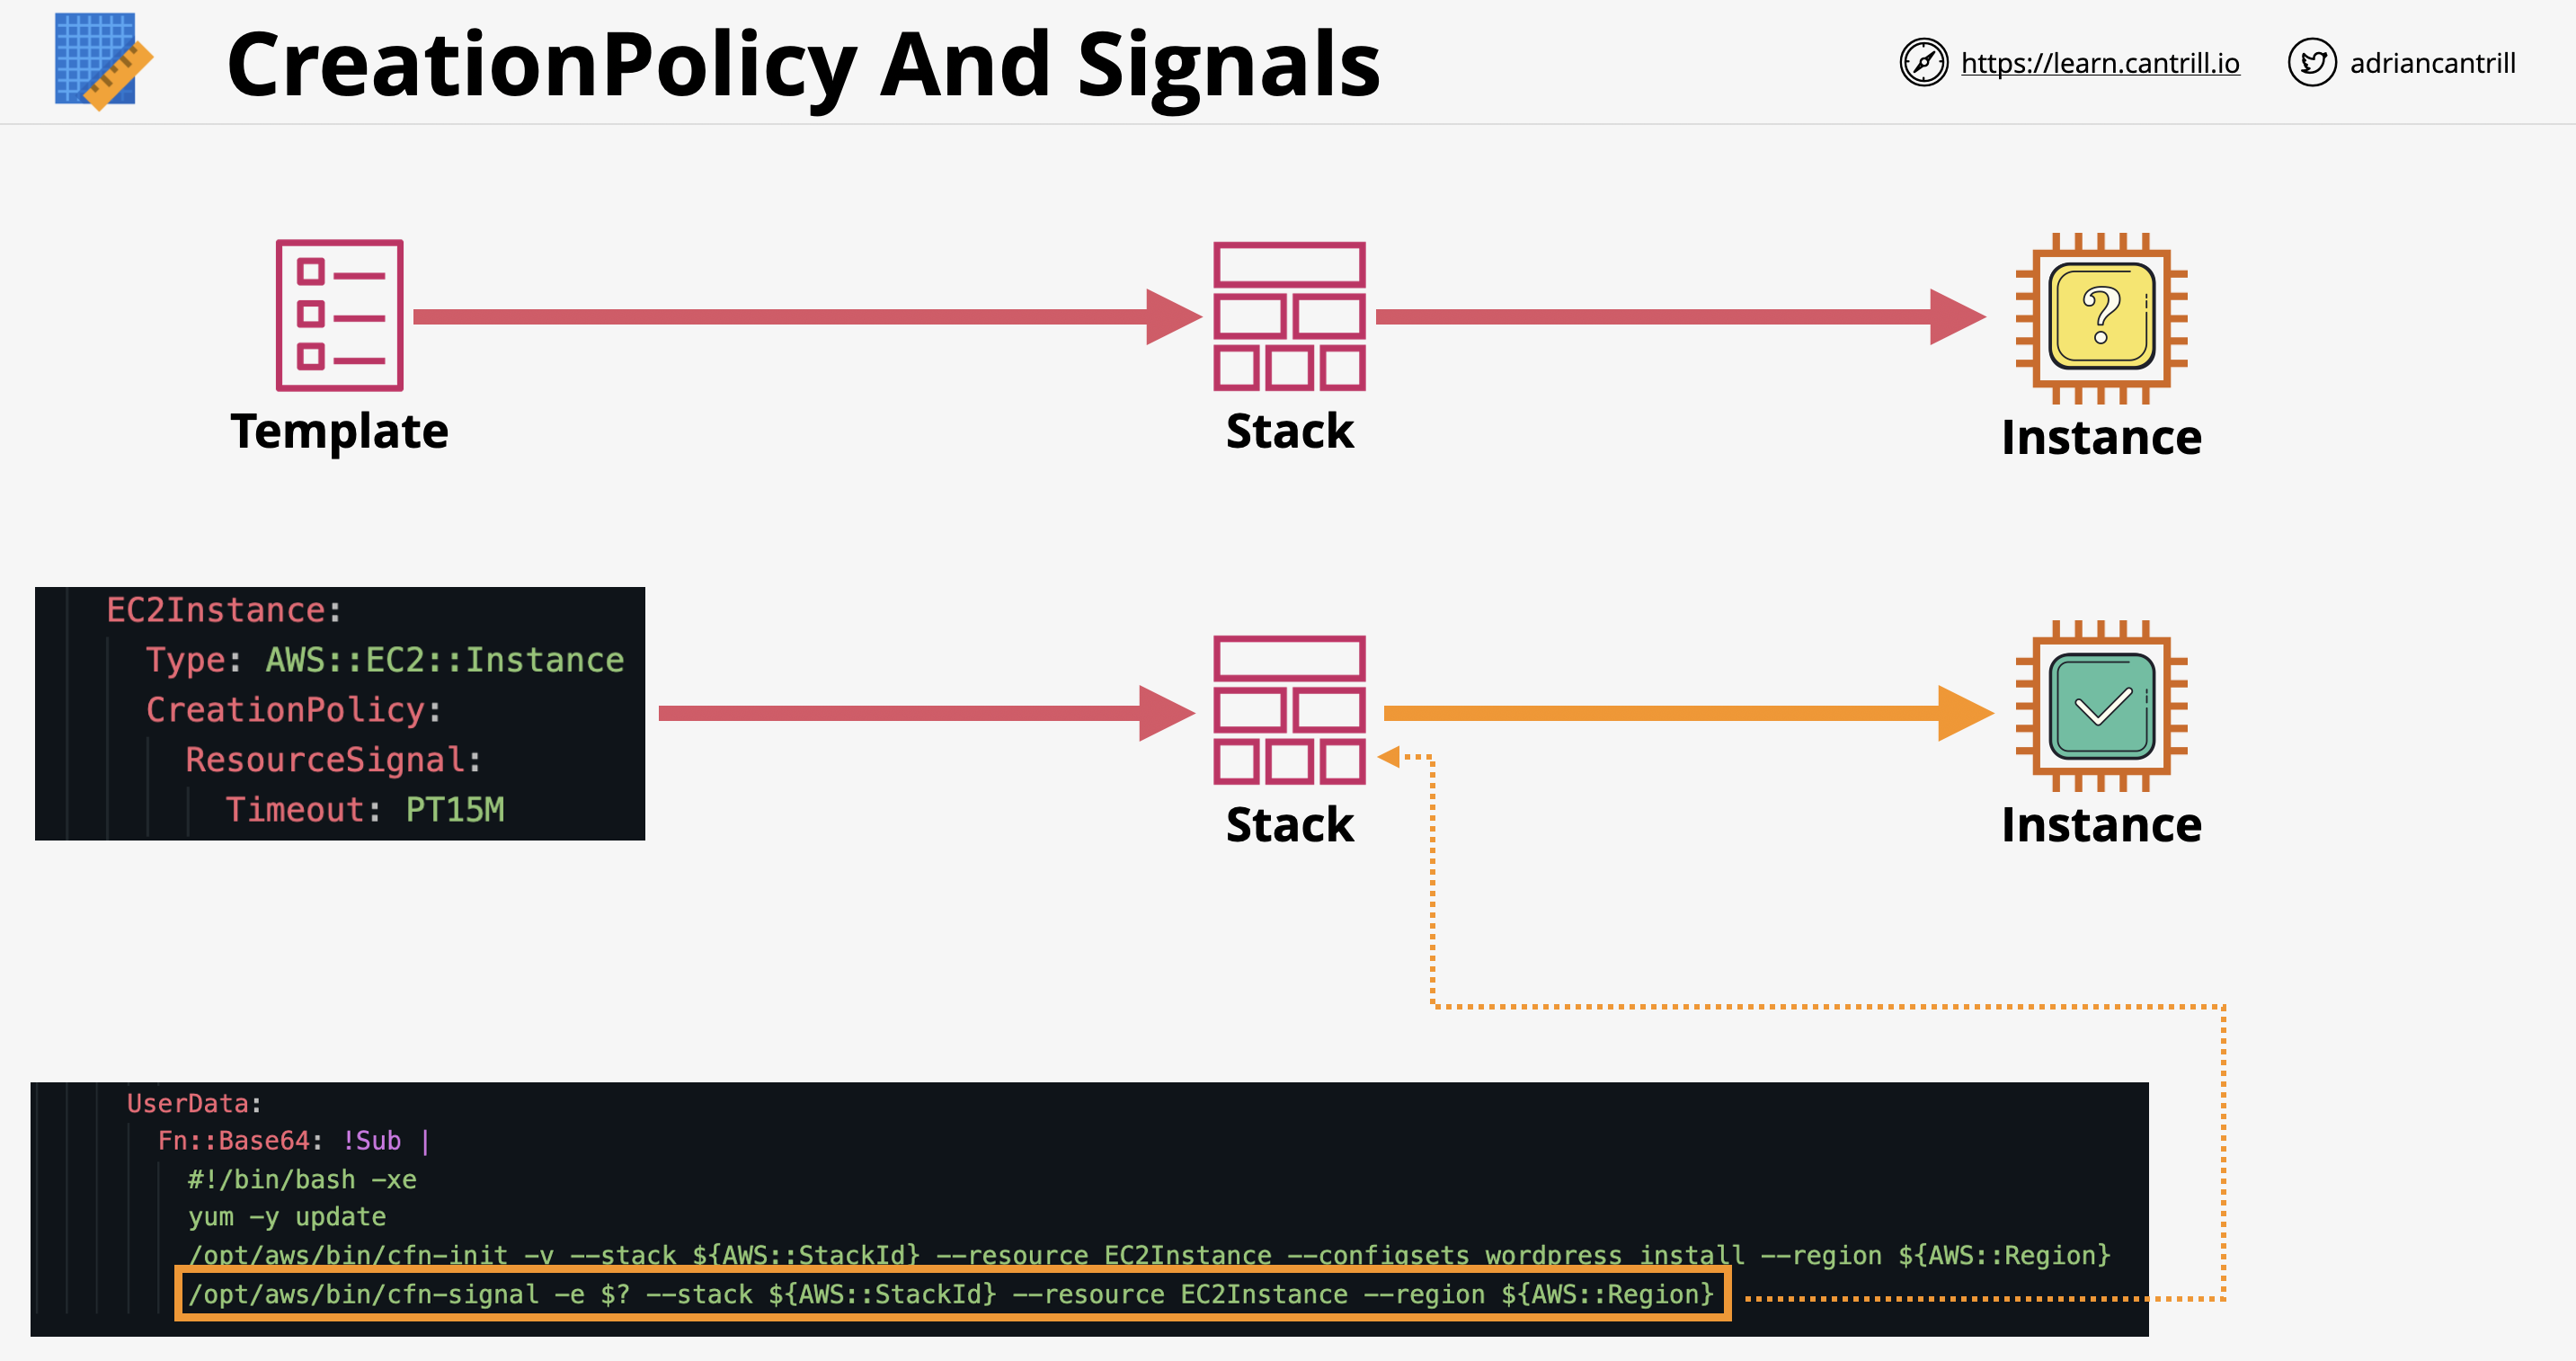 CreationPolicy And Signals
https://learn.cantrill.io
adriancantrill
Template
Stack
Instance
?
EC2Instance:
Type: AWS::EC2::Instance
CreationPolicy:
ResourceSignal:
Timeout: PT15M
Stack
Instance
UserData:
Fn::Base64: !Sub |
#!/bin/bash -xe
yum -y update
/opt/aws/bin/cfn-init -v --stack ${AWS::StackId} --resource EC2Instance --configsets wordpress_install --region ${AWS::Region}
/opt/aws/bin/cfn-signal -e $? --stack ${AWS::StackId} --resource EC2Instance --region ${AWS::Region}